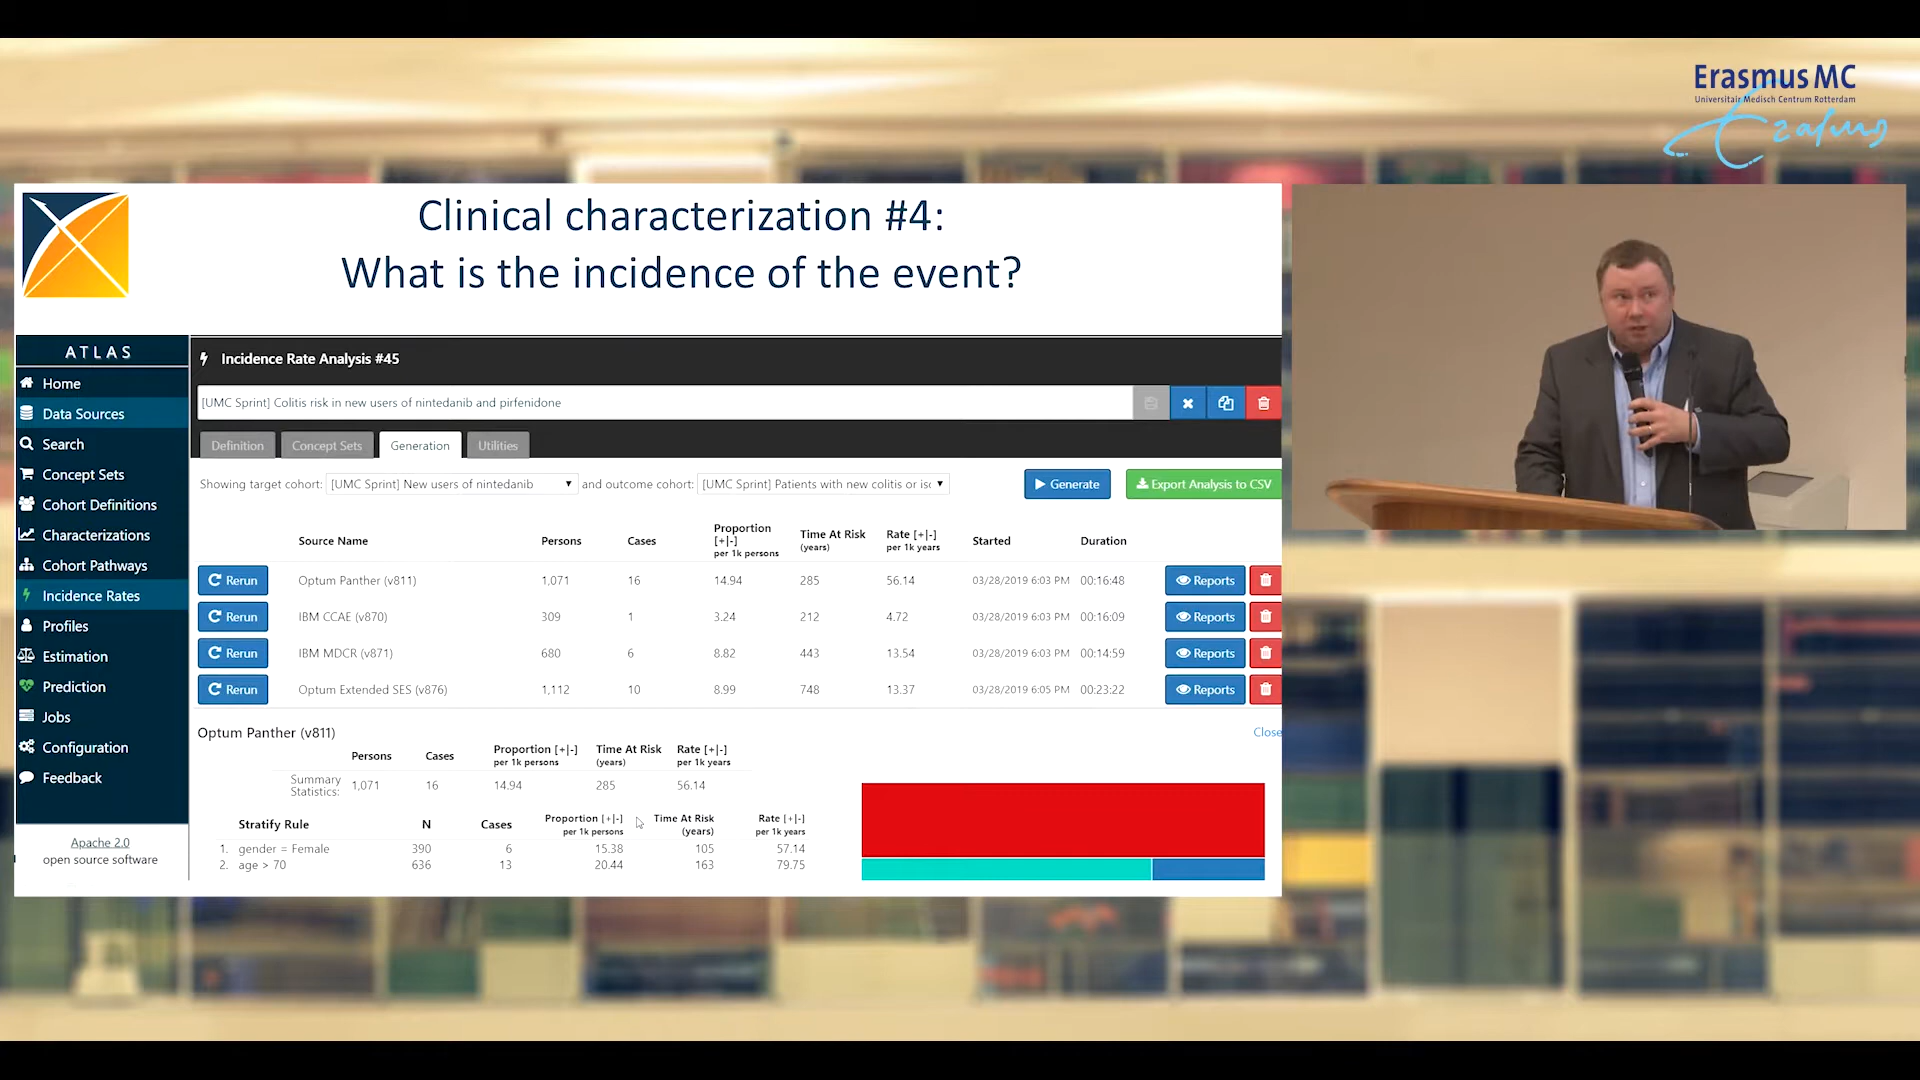 Erasmus MC
Universitair Medisch Centrum Rotterdam
Erasmus
Clinical characterization #4:
What is the incidence of the event?
ATLAS
Home
Data Sources
Search
Concept Sets
Cohort Definitions
Characterizations
Cohort Pathways
Incidence Rates
Profiles
Estimation
Prediction
Jobs
Configuration
Feedback
Apache 2.0
open source software
Incidence Rate Analysis #45
[UMC Sprint] Colitis risk in new users of nintedanib and pirfenidone
Definition Concept Sets Generation Utilities
Showing target cohort: [UMC Sprint] New users of nintedanib and outcome cohort: [UMC Sprint] Patients with new colitis or isc Generate Export Analysis to CSV
Source Name Persons Cases Proportion [+|-] per 1k persons Time At Risk (years) Rate [+|-] per 1k years Started Duration
Rerun Optum Panther (v811) 1,071 16 14.94 285 56.14 03/28/2019 6:03 PM 00:16:48 Reports
Rerun IBM CCAE (v870) 309 1 3.24 212 4.72 03/28/2019 6:03 PM 00:16:09 Reports
Rerun IBM MDCR (v871) 680 6 8.82 443 13.54 03/28/2019 6:03 PM 00:14:59 Reports
Rerun Optum Extended SES (v876) 1,112 10 8.99 748 13.37 03/28/2019 6:05 PM 00:23:22 Reports
Optum Panther (v811) Close
Persons Cases Proportion [+|-] per 1k persons Time At Risk (years) Rate [+|-] per 1k years
Summary Statistics: 1,071 16 14.94 285 56.14
Stratify Rule N Cases Proportion [+|-] per 1k persons Time At Risk (years) Rate [+|-] per 1k years
1. gender = Female 390 6 15.38 105 57.14
2. age > 70 636 13 20.44 163 79.75